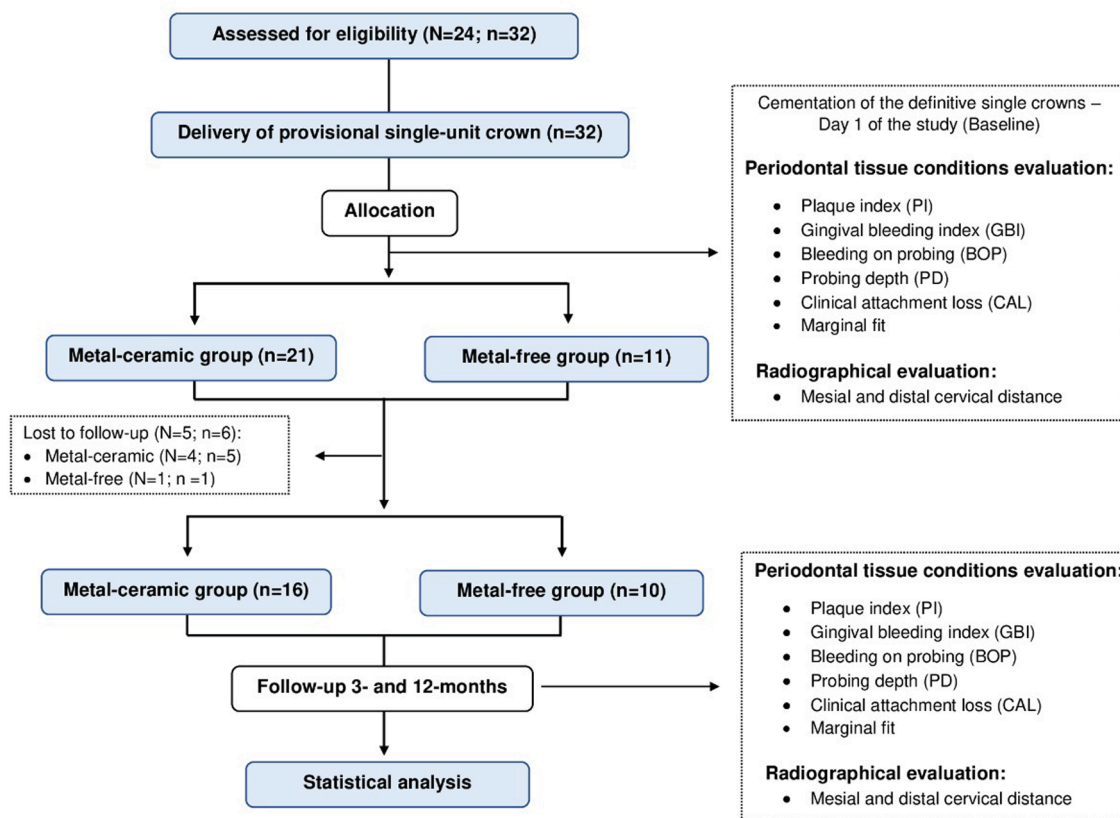 Assessed for eligibility (N=24; n=32)
Delivery of provisional single-unit crown (n=32)
Allocation
Cementation of the definitive single crowns –
Day 1 of the study (Baseline)
Periodontal tissue conditions evaluation:
• Plaque index (PI)
• Gingival bleeding index (GBI)
• Bleeding on probing (BOP)
• Probing depth (PD)
• Clinical attachment loss (CAL)
• Marginal fit
Radiographical evaluation:
• Mesial and distal cervical distance
Metal-ceramic group (n=21)
Metal-free group (n=11)
Lost to follow-up (N=5; n=6):
• Metal-ceramic (N=4; n=5)
• Metal-free (N=1; n =1)
Metal-ceramic group (n=16)
Metal-free group (n=10)
Follow-up 3- and 12-months
Periodontal tissue conditions evaluation:
• Plaque index (PI)
• Gingival bleeding index (GBI)
• Bleeding on probing (BOP)
• Probing depth (PD)
• Clinical attachment loss (CAL)
• Marginal fit
Radiographical evaluation:
• Mesial and distal cervical distance
Statistical analysis